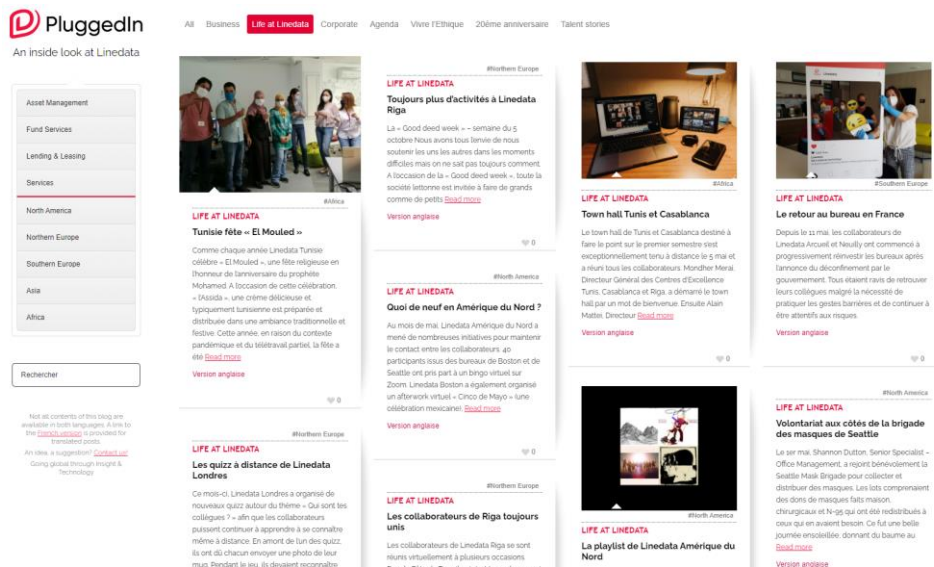 PluggedIn
An inside look at Linedata
All Business Life at Linedata Corporate Agenda Vivre l'Ethique 20ème anniversaire Talent stories
Asset Management
Fund Services
Lending & Leasing
Services
North America
Northern Europe
Southern Europe
Asia
Africa
Rechercher
Not all contents of this blog are
available in both languages. A link to
the French version is provided for
translated posts.
An idea, a suggestion? Contact us!
Going global through Insight &
Technology
#Africa
LIFE AT LINEDATA
Tunisie fête « El Mouled »
Comme chaque année Linedata Tunisie
célèbre « El Mouled », une fête religieuse en
l'honneur de l'anniversaire du prophète
Mohamed. A l'occasion de cette célébration,
« l'Assida », une crème délicieuse et
typiquement tunisienne est préparée et
distribuée dans une ambiance traditionnelle et
festive. Cette année, en raison du contexte
pandémique et du télétravail partiel, la fête a
été Read more
Version anglaise
0
#Northern Europe
LIFE AT LINEDATA
Les quizz à distance de Linedata
Londres
Ce mois-ci, Linedata Londres a organisé de
nouveaux quizz autour du thème « Qui sont tes
collègues ? » afin que les collaborateurs
puissent continuer à apprendre à se connaître
même à distance. En amont de l'un des quizz,
ils ont dû chacun envoyer une photo de leur
mug. Pendant le jeu, ils devaient reconnaître
#Northern Europe
LIFE AT LINEDATA
Toujours plus d'activités à Linedata
Riga
La « Good deed week » – semaine du 5
octobre Nous avons tous l'envie de nous
soutenir les uns les autres dans les moments
difficiles mais on ne sait pas toujours comment.
A l'occasion de la « Good deed week », toute la
société lettonne est invitée à faire de grands
comme de petits Read more
Version anglaise
0
#North America
LIFE AT LINEDATA
Quoi de neuf en Amérique du Nord ?
Au mois de mai, Linedata Amérique du Nord a
mené de nombreuses initiatives pour maintenir
le contact entre les collaborateurs. 40
participants issus des bureaux de Boston et de
Seattle ont pris part à un bingo virtuel sur
Zoom. Linedata Boston a également organisé
un afterwork virtuel « Cinco de Mayo » (une
célébration mexicaine). Read more
Version anglaise
0
#Northern Europe
LIFE AT LINEDATA
Les collaborateurs de Riga toujours
unis
Les collaborateurs de Linedata Riga se sont
réunis virtuellement à plusieurs occasions
#Africa
LIFE AT LINEDATA
Town hall Tunis et Casablanca
Le town hall de Tunis et Casablanca destiné à
faire le point sur le premier semestre s'est
exceptionnellement tenu à distance le 5 mai et
a réuni tous les collaborateurs. Mondher Merai,
Directeur Général des Centres d'Excellence
Tunis, Casablanca et Riga, a démarré le town
hall par un mot de bienvenue. Ensuite Alain
Mattei, Directeur Read more
Version anglaise
0
#North America
LIFE AT LINEDATA
La playlist de Linedata Amérique du
Nord
#Southern Europe
LIFE AT LINEDATA
Le retour au bureau en France
Depuis le 11 mai, les collaborateurs de
Linedata Arcueil et Neuilly ont commencé à
progressivement réinvestir les bureaux après
l'annonce du déconfinement par le
gouvernement. Tous étaient ravis de retrouver
leurs collègues malgré la nécessité de
pratiquer les gestes barrières et de continuer à
être attentifs aux risques.
Version anglaise
0
#North America
LIFE AT LINEDATA
Volontariat aux côtés de la brigade
des masques de Seattle
Le 1er mai, Shannon Dutton, Senior Specialist –
Office Management, a rejoint bénévolement la
Seattle Mask Brigade pour collecter et
distribuer des masques. Les lots comprenaient
des dons de masques faits maison,
chirurgicaux et N-95 qui ont été redistribués à
ceux qui en avaient besoin. Ce fut une belle
journée ensoleillée, donnant du baume au
Read more
Version anglaise